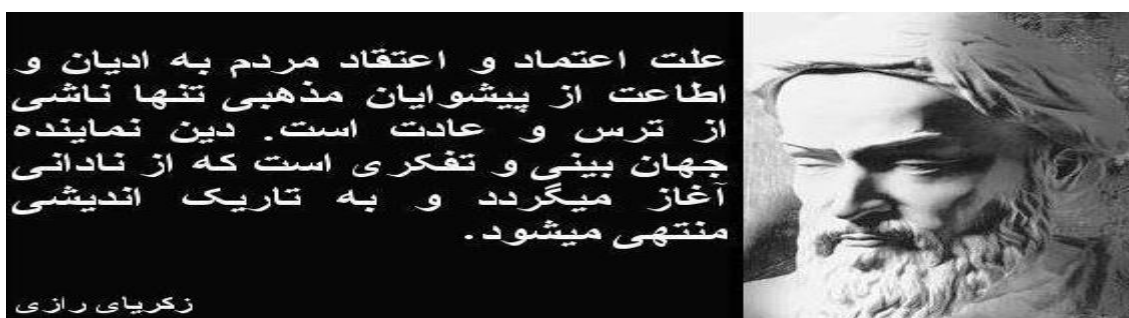 علت اعتماد و اعتقاد مردم به ادیان و
اطاعت از پیشوایان مذهبی تنها ناشی
از ترس و عادت است. دین نماینده
جهان بینی و تفکری است که از نادانی
آغاز میگردد و به تاریک اندیشی
منتهی میشود.
زکریای رازی